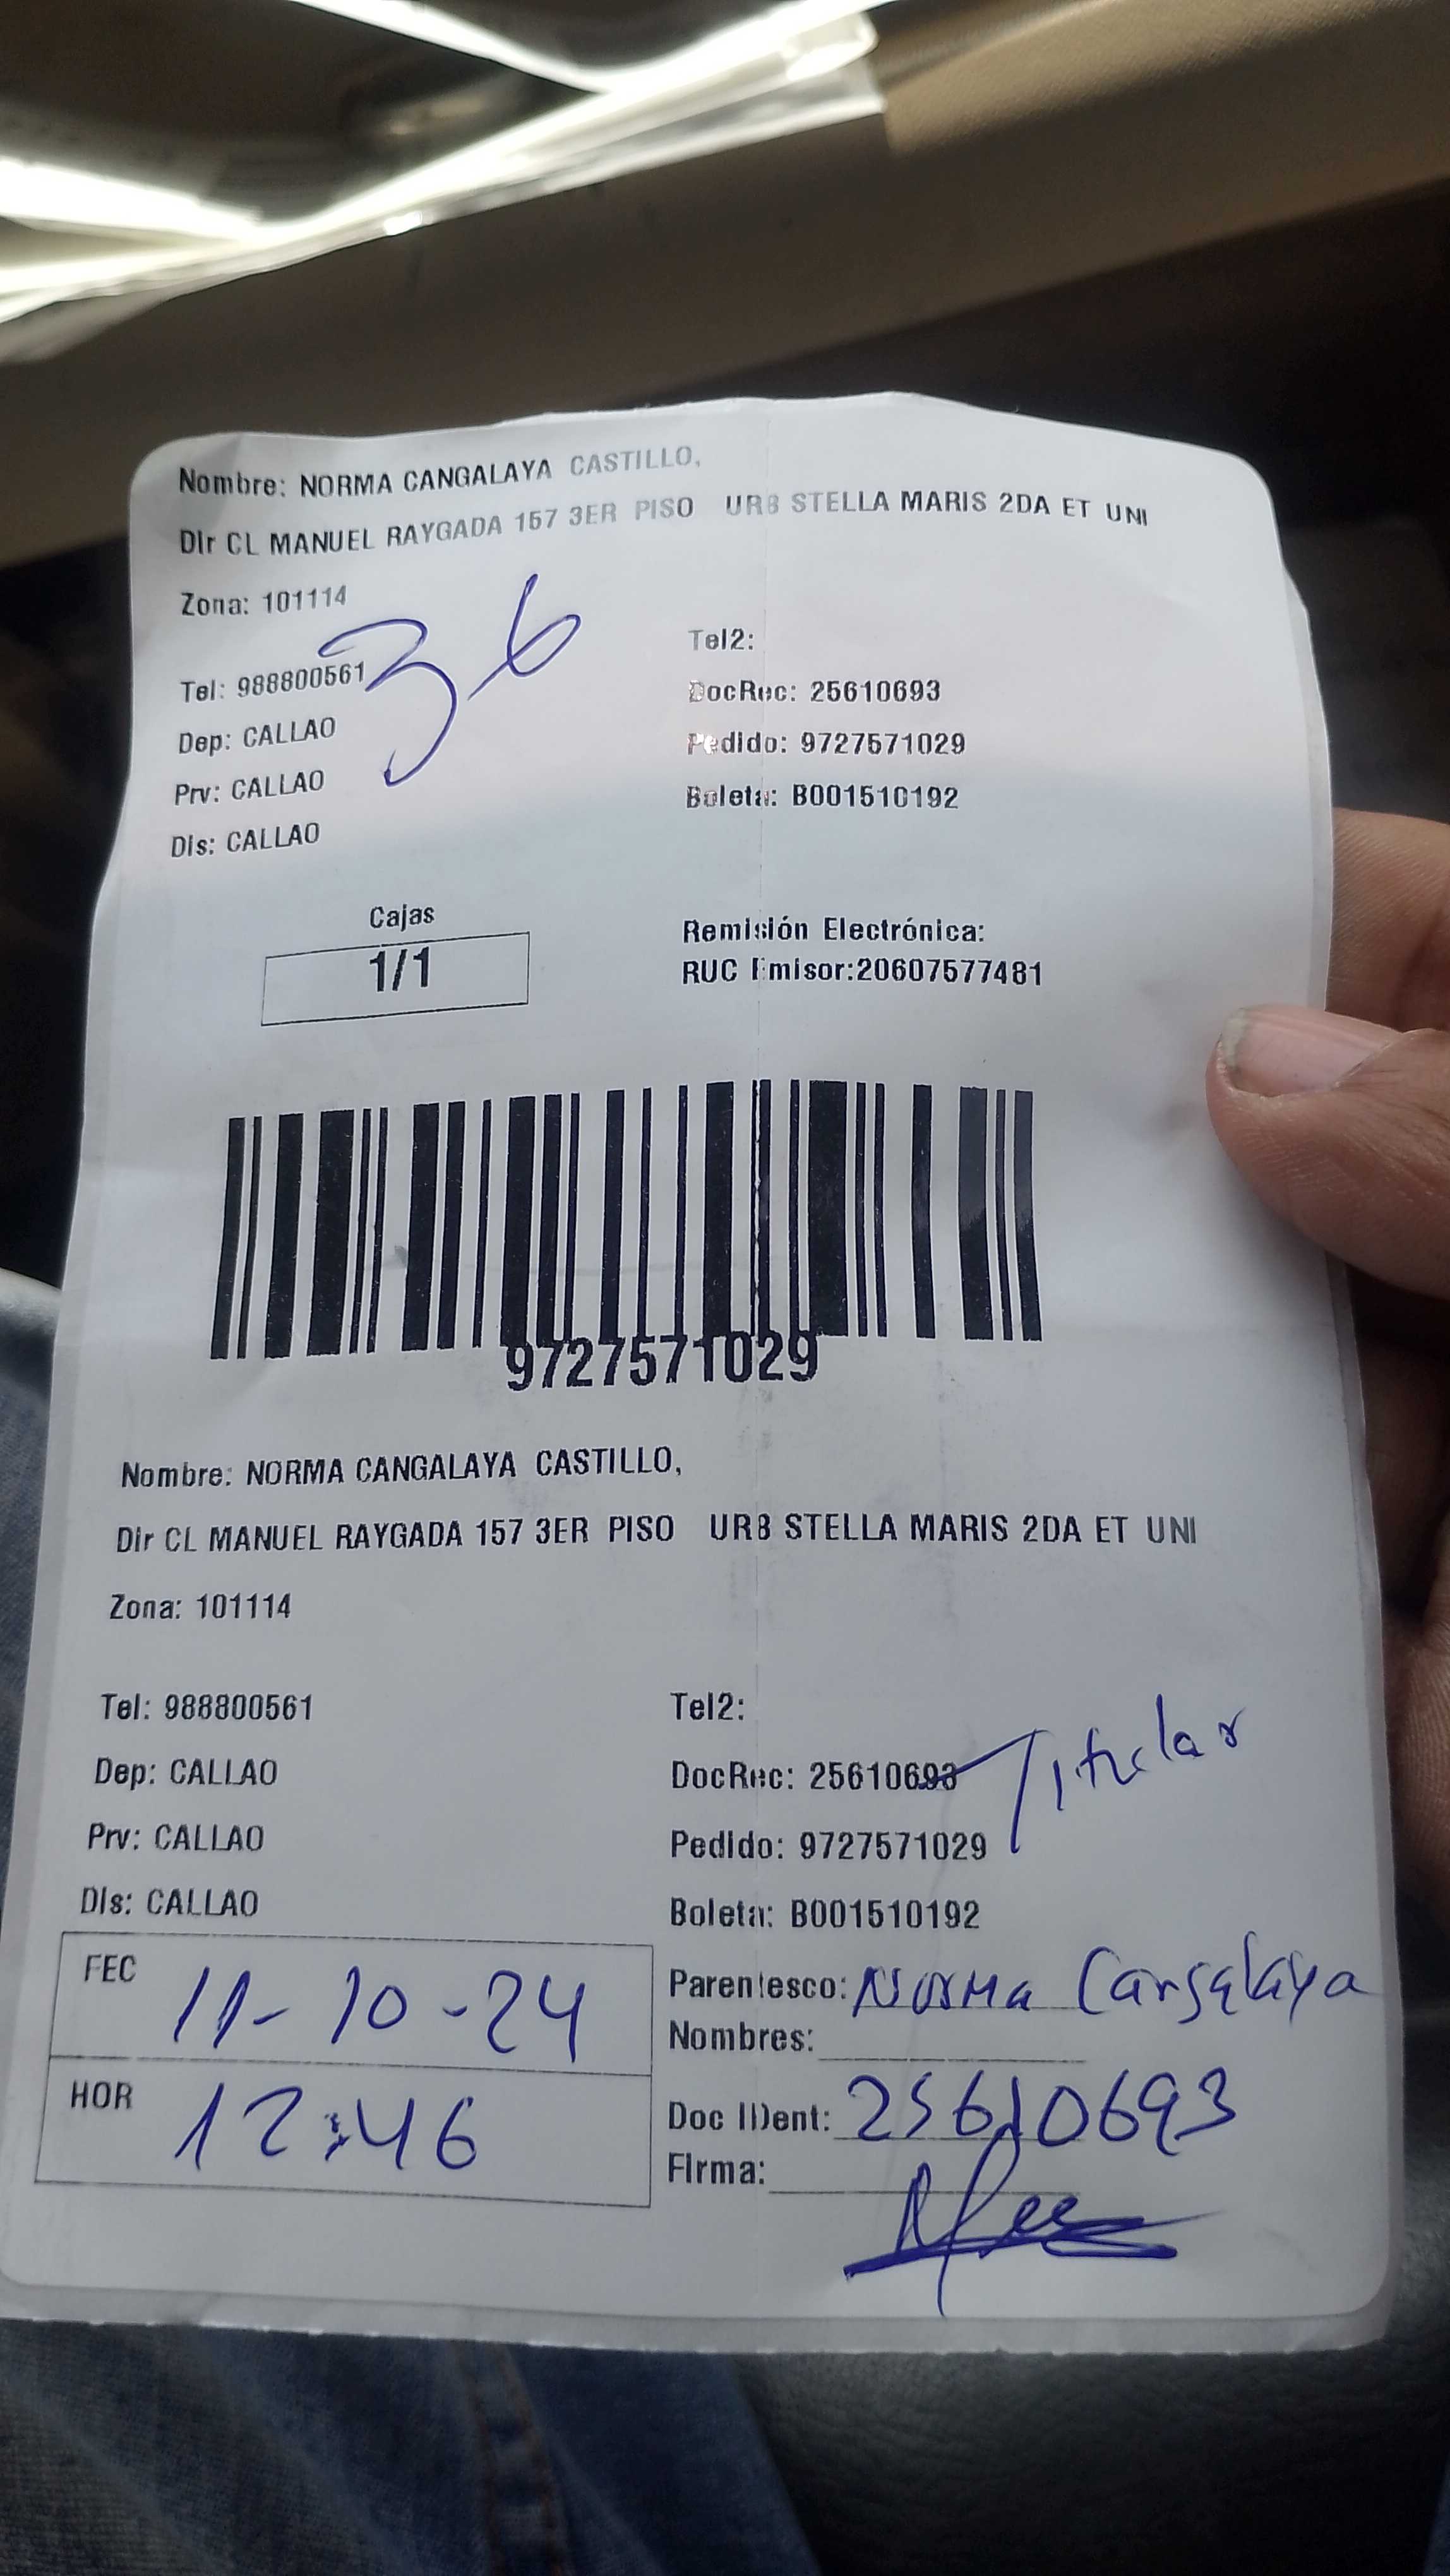 Nombre: NORMA CANGALAYA CASTILLO,
Dir CL MANUEL RAYGADA 157 3ER PISO URB STELLA MARIS 2DA ET UNI
Zona: 101114
36
Tel: 988800561
Tel2:
DocRec: 25610693
Dep: CALLAO
Pedido: 9727571029
Prv: CALLAO
Boleta: B001510192
Dis: CALLAO
Cajas
1/1
Remisión Electrónica:
RUC Emisor:20607577481
9727571029
Nombre: NORMA CANGALAYA CASTILLO,
Dir CL MANUEL RAYGADA 157 3ER PISO URB STELLA MARIS 2DA ET UNI
Zona: 101114
Tel: 988800561
Tel2:
Dep: CALLAO
DocRec: 25610693 Titular
Prv: CALLAO
Pedido: 9727571029
Dis: CALLAO
Boleta: B001510192
FEC 11-10-24
Parentesco: Norma Cangalaya
Nombres:
HOR 12:46
Doc IDent: 25610693
Firma: